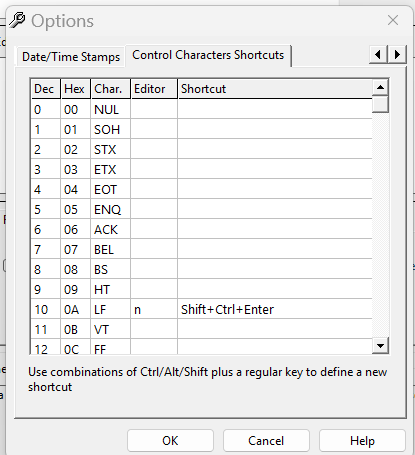 Options
Date/Time Stamps Control Characters Shortcuts
Dec Hex Char. Editor Shortcut
0 00 NUL
1 01 SOH
2 02 STX
3 03 ETX
4 04 EOT
5 05 ENQ
6 06 ACK
7 07 BEL
8 08 BS
9 09 HT
10 0A LF n Shift+Ctrl+Enter
11 0B VT
12 0C FF
Use combinations of Ctrl/Alt/Shift plus a regular key to define a new
shortcut
OK Cancel Help